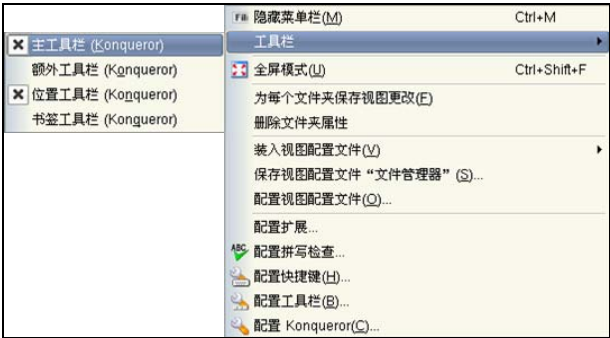 隐藏菜单栏(M) Ctrl+M
工具栏
主工具栏 (Konqueror)
额外工具栏 (Konqueror)
位置工具栏 (Konqueror)
书签工具栏 (Konqueror)
全屏模式(U) Ctrl+Shift+F
为每个文件夹保存视图更改(F)
删除文件夹属性
装入视图配置文件(V)
保存视图配置文件“文件管理器” (S)...
配置视图配置文件(O)...
配置扩展...
ABC 配置拼写检查...
配置快捷键(H)...
配置工具栏(B)...
配置 Konqueror(C)...